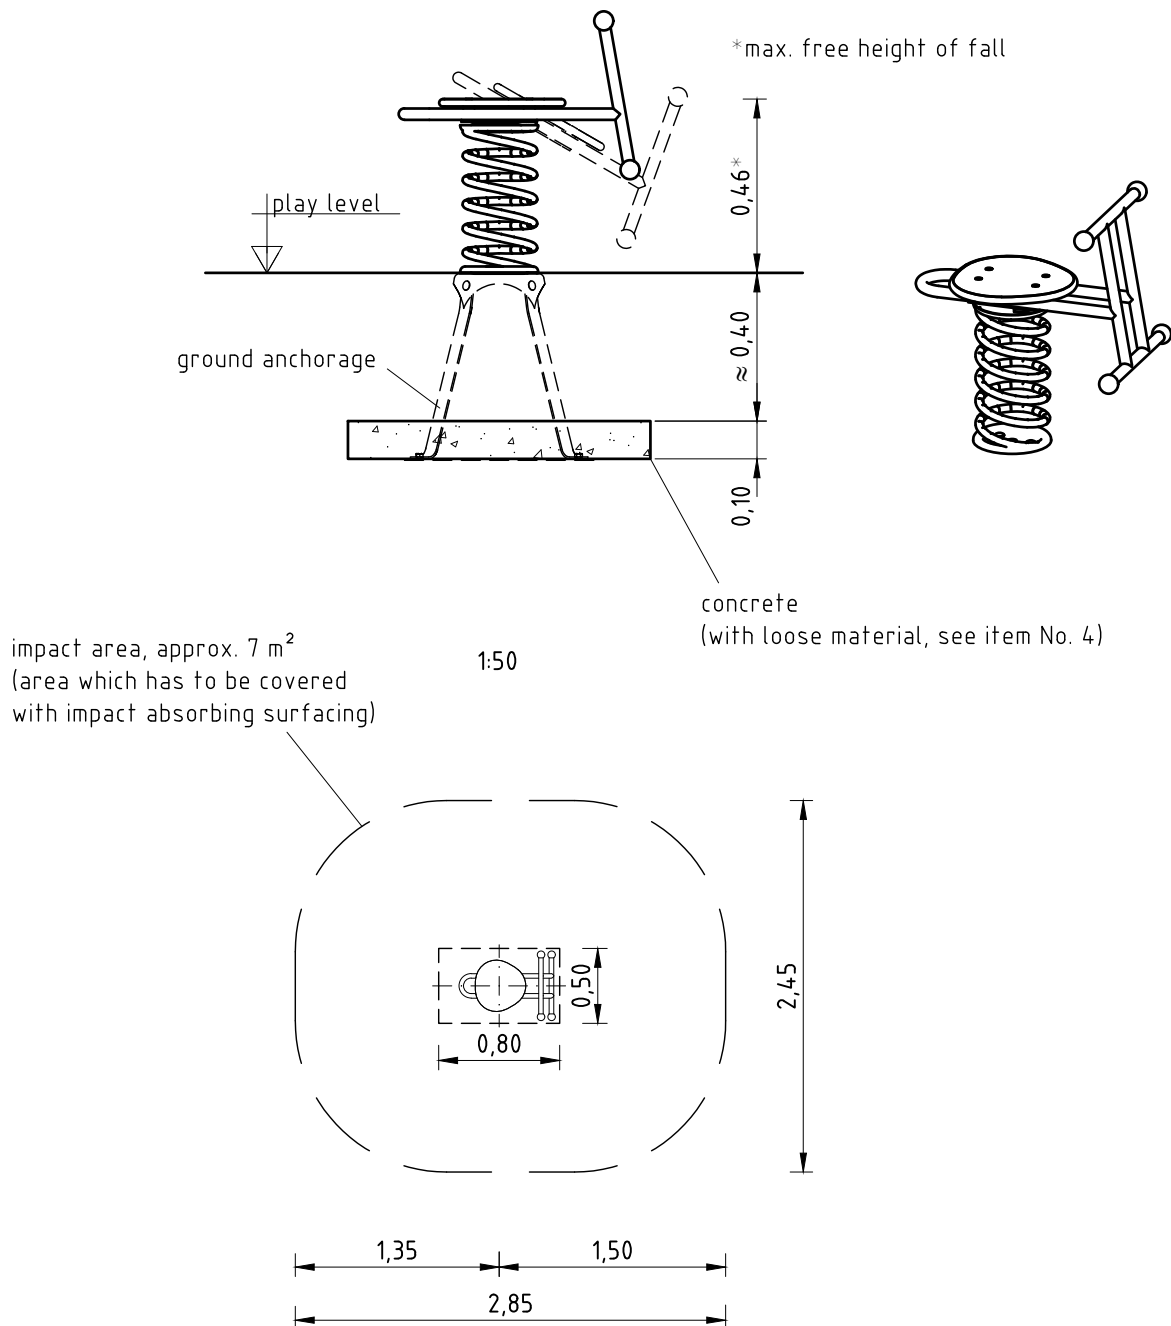 *max. free height of fall
0,46*
play level
≈ 0,40
ground anchorage
0,10
concrete
(with loose material, see item No. 4)
impact area, approx. 7 m²
(area which has to be covered
with impact absorbing surfacing)
1:50
0,50
0,80
2,45
1,35
1,50
2,85